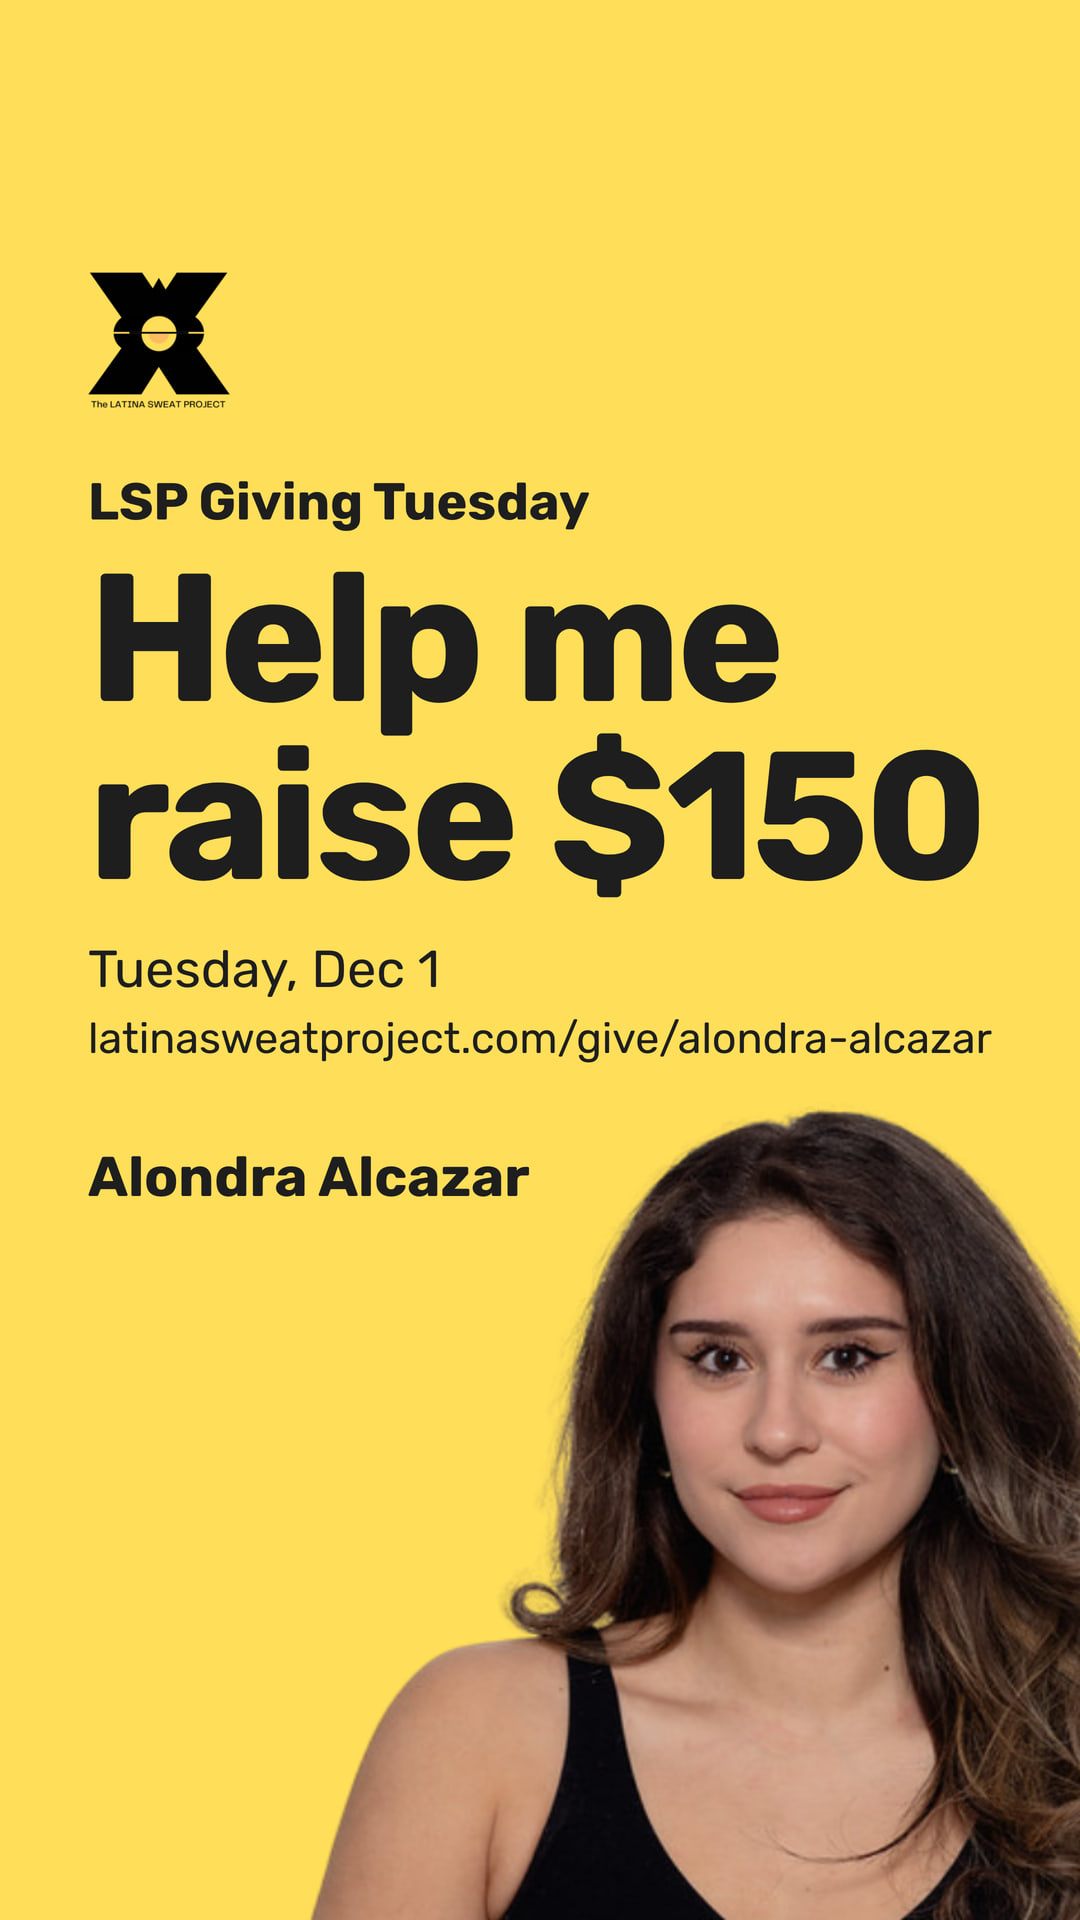 The LATINA SWEAT PROJECT
LSP Giving Tuesday
Help me
raise $150
Tuesday, Dec 1
latinasweatproject.com/give/alondra-alcazar
Alondra Alcazar